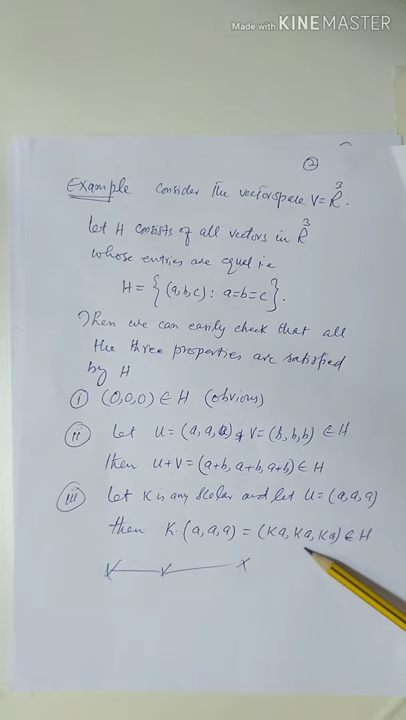 Made with KINEMASTER
②
Example Consider The vectorspace V=R³.
Let H consists of all vectors in R³
whose entries are equal i.e
H = {(a,b,c): a=b=c}.
Then we can easily check that all
the three properties are satisfied
by H
(i) (0,0,0) ∈ H (obvious)
(ii) Let U=(a,a,a) & V=(b,b,b) ∈ H
then U+V=(a+b, a+b, a+b) ∈ H
(iii) Let K is any Scalar and let U=(a,a,a)
then K.(a,a,a) = (Ka, Ka, Ka) ∈ H